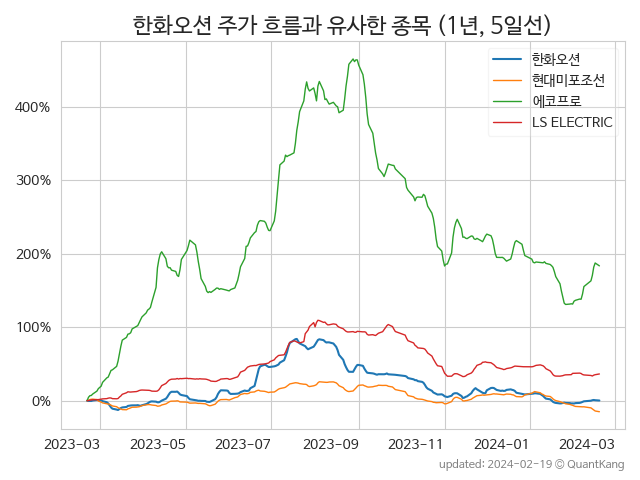 한화오션 주가 흐름과 유사한 종목 (1년, 5일선)
한화오션
현대미포조선
에코프로
LS ELECTRIC
400%
300%
200%
100%
0%
2023-03 2023-05 2023-07 2023-09 2023-11 2024-01 2024-03
updated: 2024-02-19 © QuantKang